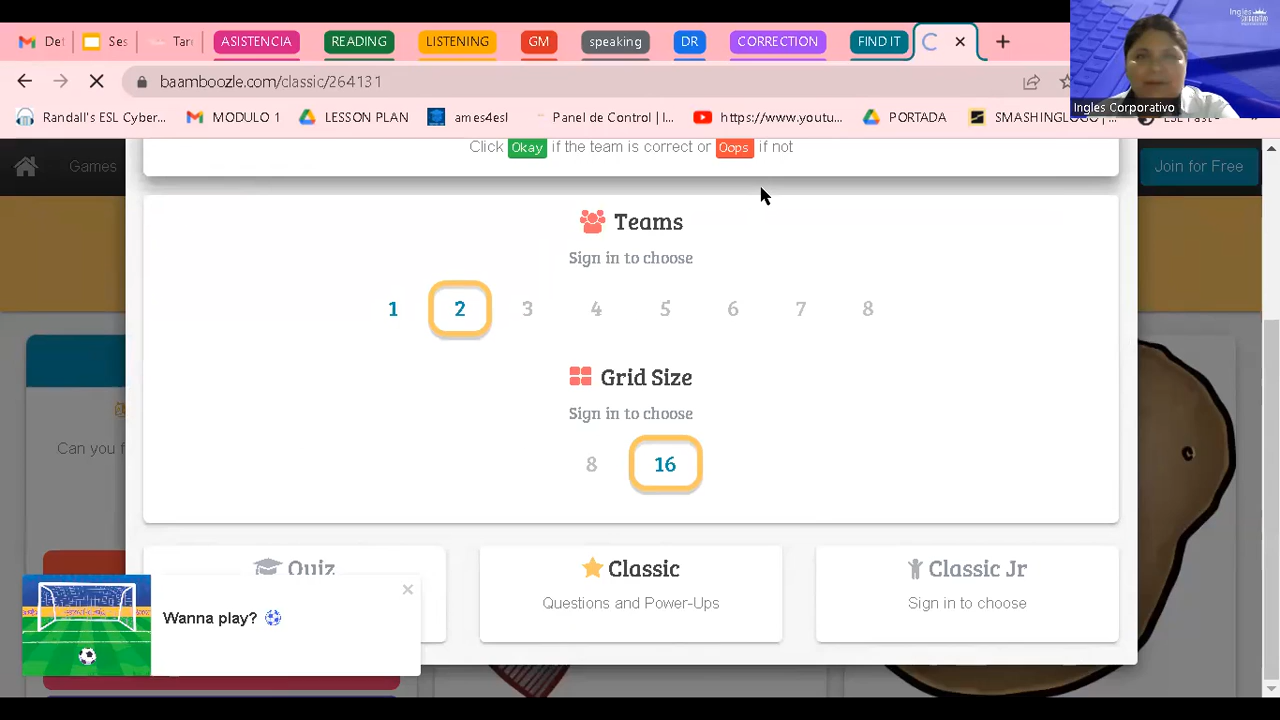 Def
Ses
Tare
ASISTENCIA
READING
LISTENING
GM
speaking
DR
CORRECTION
FIND IT
baamboozle.com/classic/264131
Ingles
Ingles Corporativo
Randall's ESL Cyber...
MODULO 1
LESSON PLAN
ames4esl
Panel de Control | I...
https://www.youtu...
PORTADA
SMASHINGLOGO |...
Games
Click Okay if the team is correct or Oops if not
Join for Free
Teams
Sign in to choose
1 2 3 4 5 6 7 8
Grid Size
Sign in to choose
8 16
Can you f
Quiz
Classic
Questions and Power-Ups
Classic Jr
Sign in to choose
Wanna play?